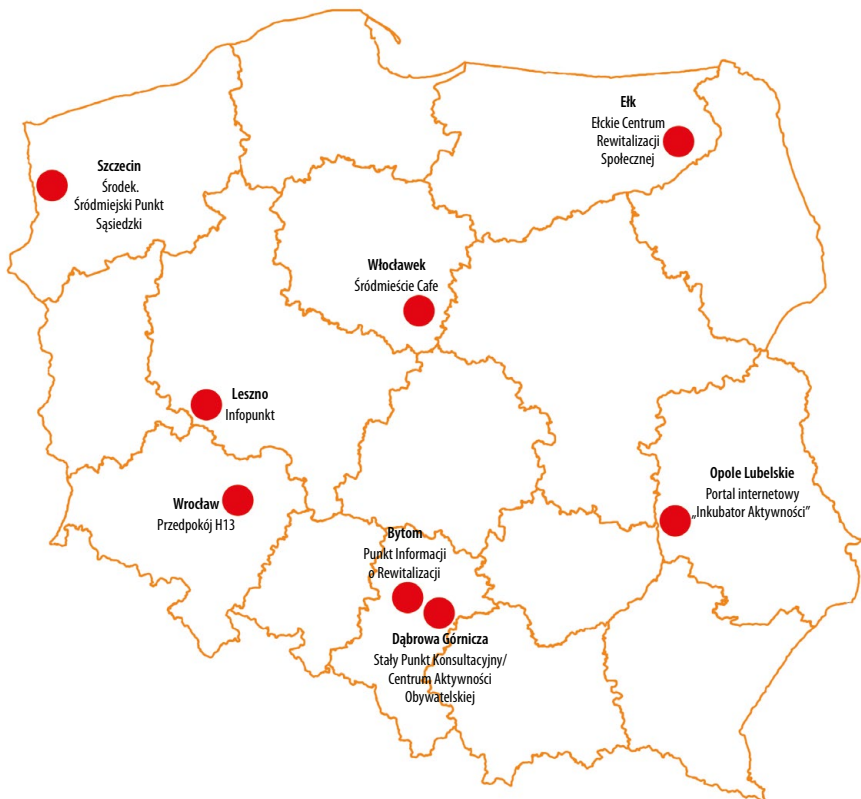 Ełk
Ełckie Centrum
Rewitalizacji
Społecznej
Szczecin
Środek.
Śródmiejski Punkt
Sąsiedzki
Włocławek
Śródmieście Cafe
Leszno
Infopunkt
Opole Lubelskie
Portal internetowy
„Inkubator Aktywności”
Wrocław
Przedpokój H13
Bytom
Punkt Informacji
o Rewitalizacji
Dąbrowa Górnicza
Stały Punkt Konsultacyjny/
Centrum Aktywności
Obywatelskiej